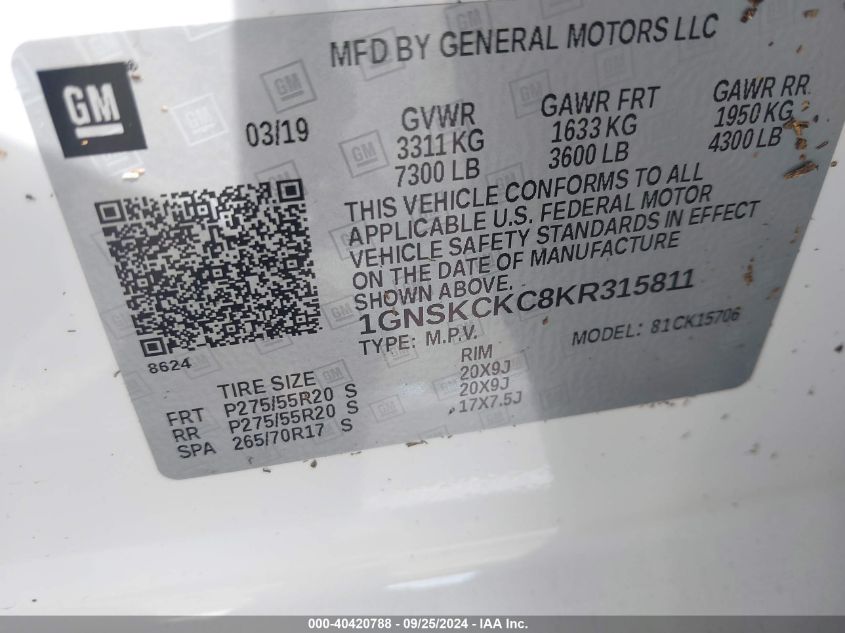 MFD BY GENERAL MOTORS LLC
GM
03/19
GVWR
3311 KG
7300 LB
GAWR FRT
1633 KG
3600 LB
GAWR RR
1950 KG
4300 LB
THIS VEHICLE CONFORMS TO ALL
APPLICABLE U.S. FEDERAL MOTOR
VEHICLE SAFETY STANDARDS IN EFFECT
ON THE DATE OF MANUFACTURE
SHOWN ABOVE.
1GNSKCKC8KR315811
TYPE: M.P.V.
MODEL: 81CK15706
8624
TIRE SIZE
RIM
FRT P275/55R20 S 20X9J
RR P275/55R20 S 20X9J
SPA 265/70R17 S 17X7.5J
000-40420788 - 09/25/2024 - IAA Inc.